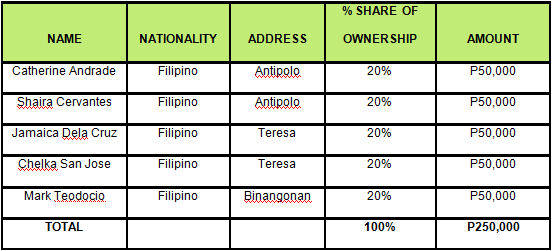 NAME NATIONALITY ADDRESS % SHARE OF OWNERSHIP AMOUNT
Catherine Andrade Filipino Antipolo 20% P50,000
Shaira Cervantes Filipino Antipolo 20% P50,000
Jamaica Dela Cruz Filipino Teresa 20% P50,000
Chelka San Jose Filipino Teresa 20% P50,000
Mark Teodocio Filipino Binangonan 20% P50,000
TOTAL 100% P250,000